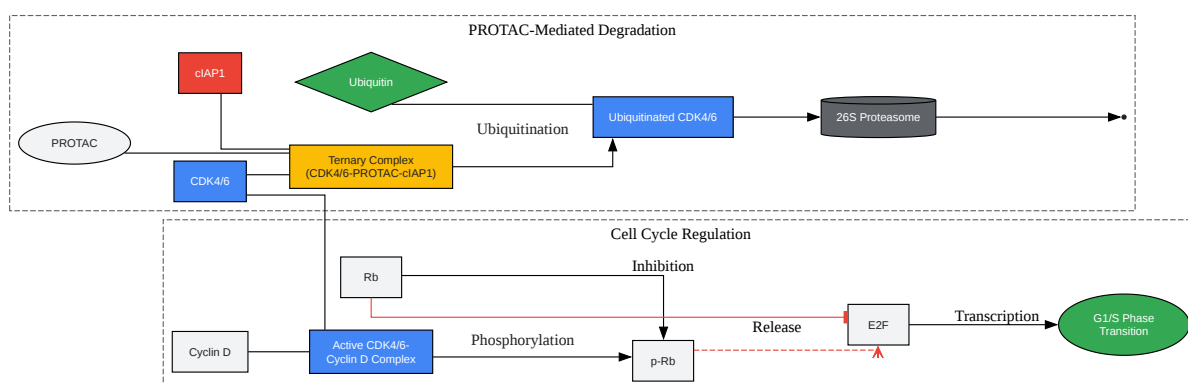 PROTAC-Mediated Degradation
cIAP1
Ubiquitin
Ubiquitinated CDK4/6
26S Proteasome
Ubiquitination
PROTAC
Ternary Complex
(CDK4/6-PROTAC-cIAP1)
CDK4/6
Cell Cycle Regulation
Rb
Inhibition
E2F
Transcription
G1/S Phase
Transition
Release
Cyclin D
Active CDK4/6-
Cyclin D Complex
Phosphorylation
p-Rb